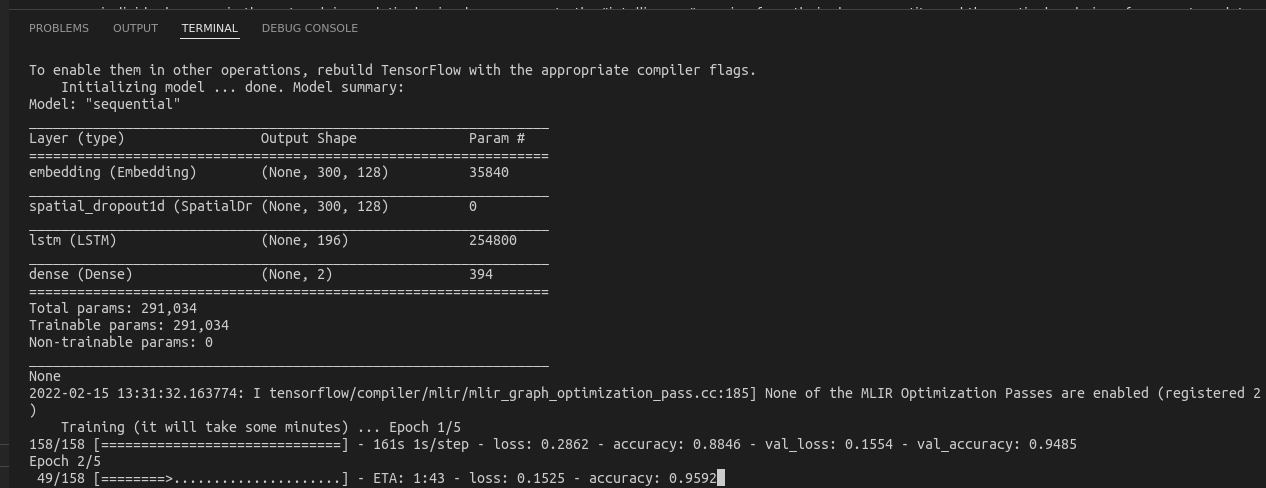 PROBLEMS OUTPUT TERMINAL DEBUG CONSOLE
To enable them in other operations, rebuild TensorFlow with the appropriate compiler flags.
    Initializing model ... done. Model summary:
Model: "sequential"
_________________________________________________________________
Layer (type)                 Output Shape              Param #
=================================================================
embedding (Embedding)        (None, 300, 128)          35840
_________________________________________________________________
spatial_dropout1d (SpatialDr (None, 300, 128)          0
_________________________________________________________________
lstm (LSTM)                  (None, 196)               254800
_________________________________________________________________
dense (Dense)                (None, 2)                 394
=================================================================
Total params: 291,034
Trainable params: 291,034
Non-trainable params: 0
_________________________________________________________________
None
2022-02-15 13:31:32.163774: I tensorflow/compiler/mlir/mlir_graph_optimization_pass.cc:185] None of the MLIR Optimization Passes are enabled (registered 2
)
    Training (it will take some minutes) ... Epoch 1/5
158/158 [==============================] - 161s 1s/step - loss: 0.2862 - accuracy: 0.8846 - val_loss: 0.1554 - val_accuracy: 0.9485
Epoch 2/5
 49/158 [========>.....................] - ETA: 1:43 - loss: 0.1525 - accuracy: 0.9592